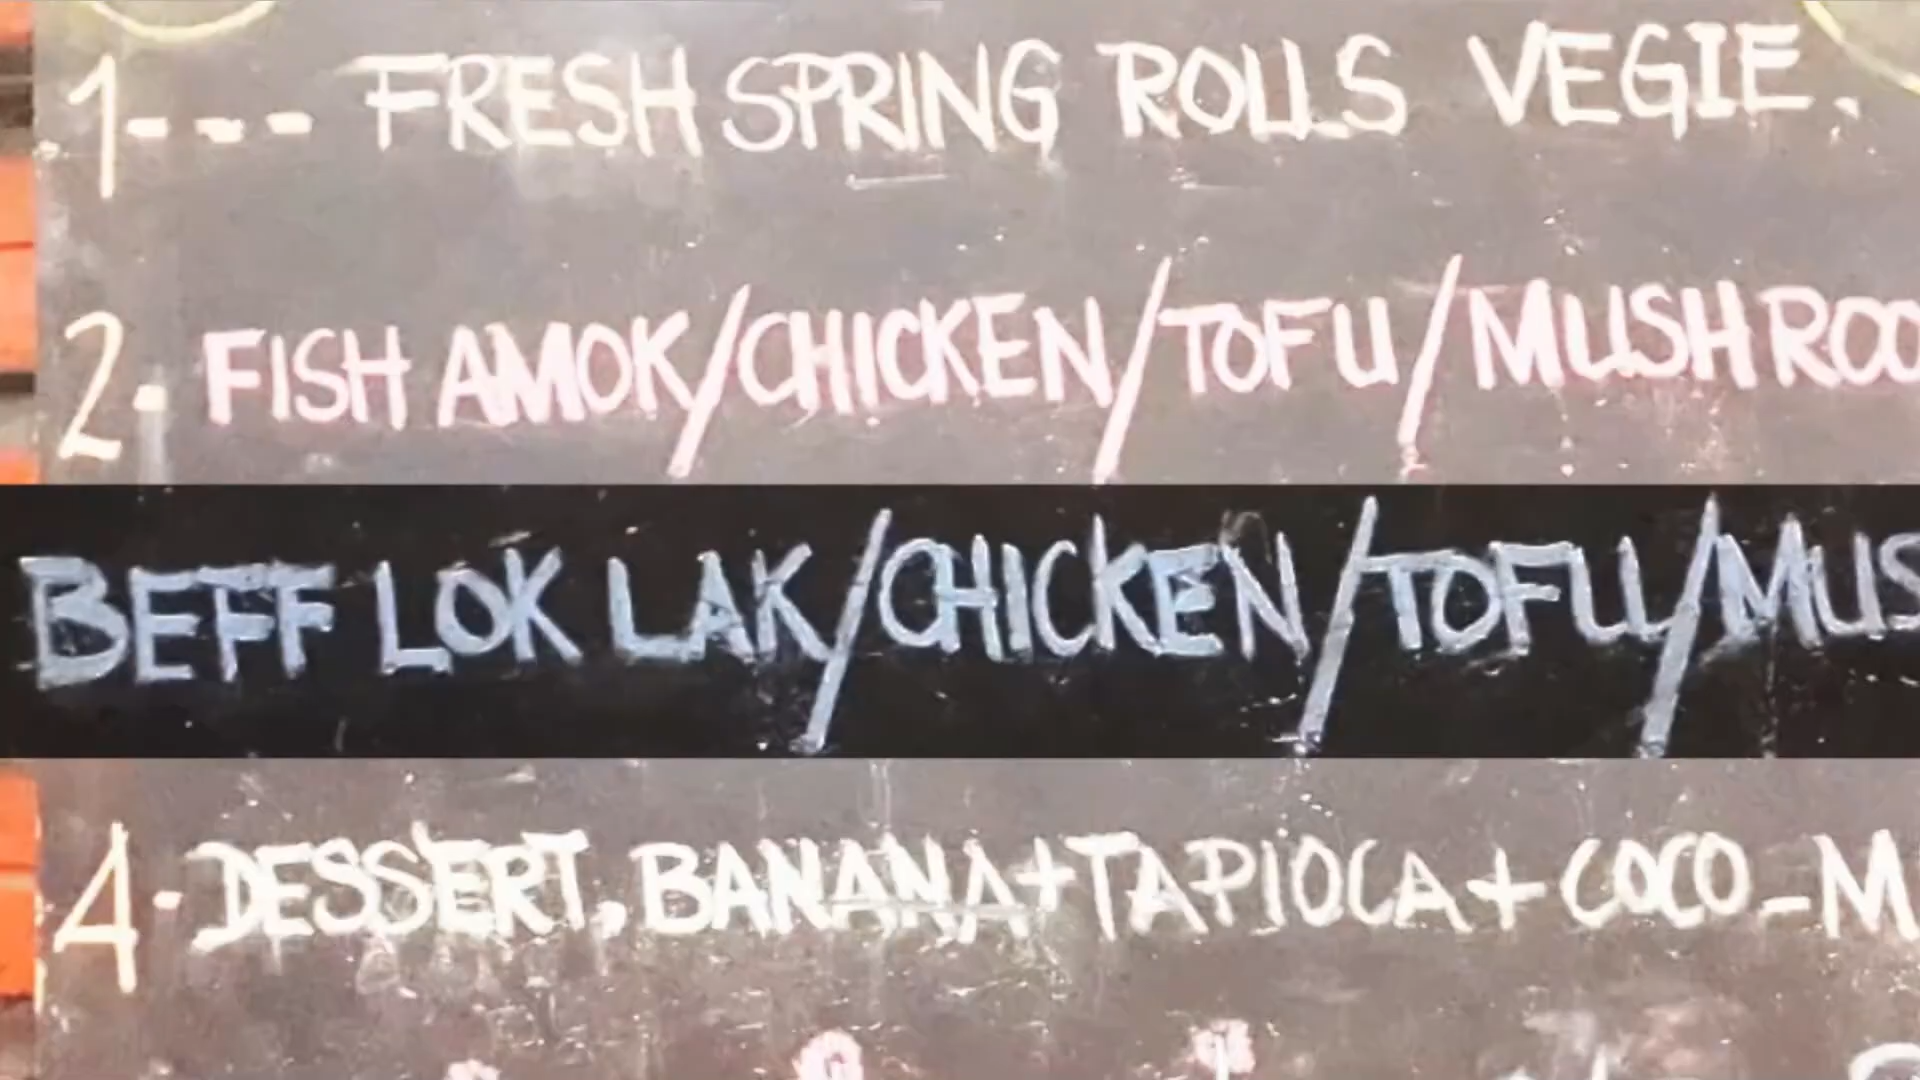 1--- FRESH SPRING ROLLS VEGIE.
2. FISH AMOK/CHICKEN/TOFU/MUSHROO
BEFF LOK LAK/CHICKEN/TOFU/MUS
4. DESSERT, BANANA+TAPIOCA+COCO-M